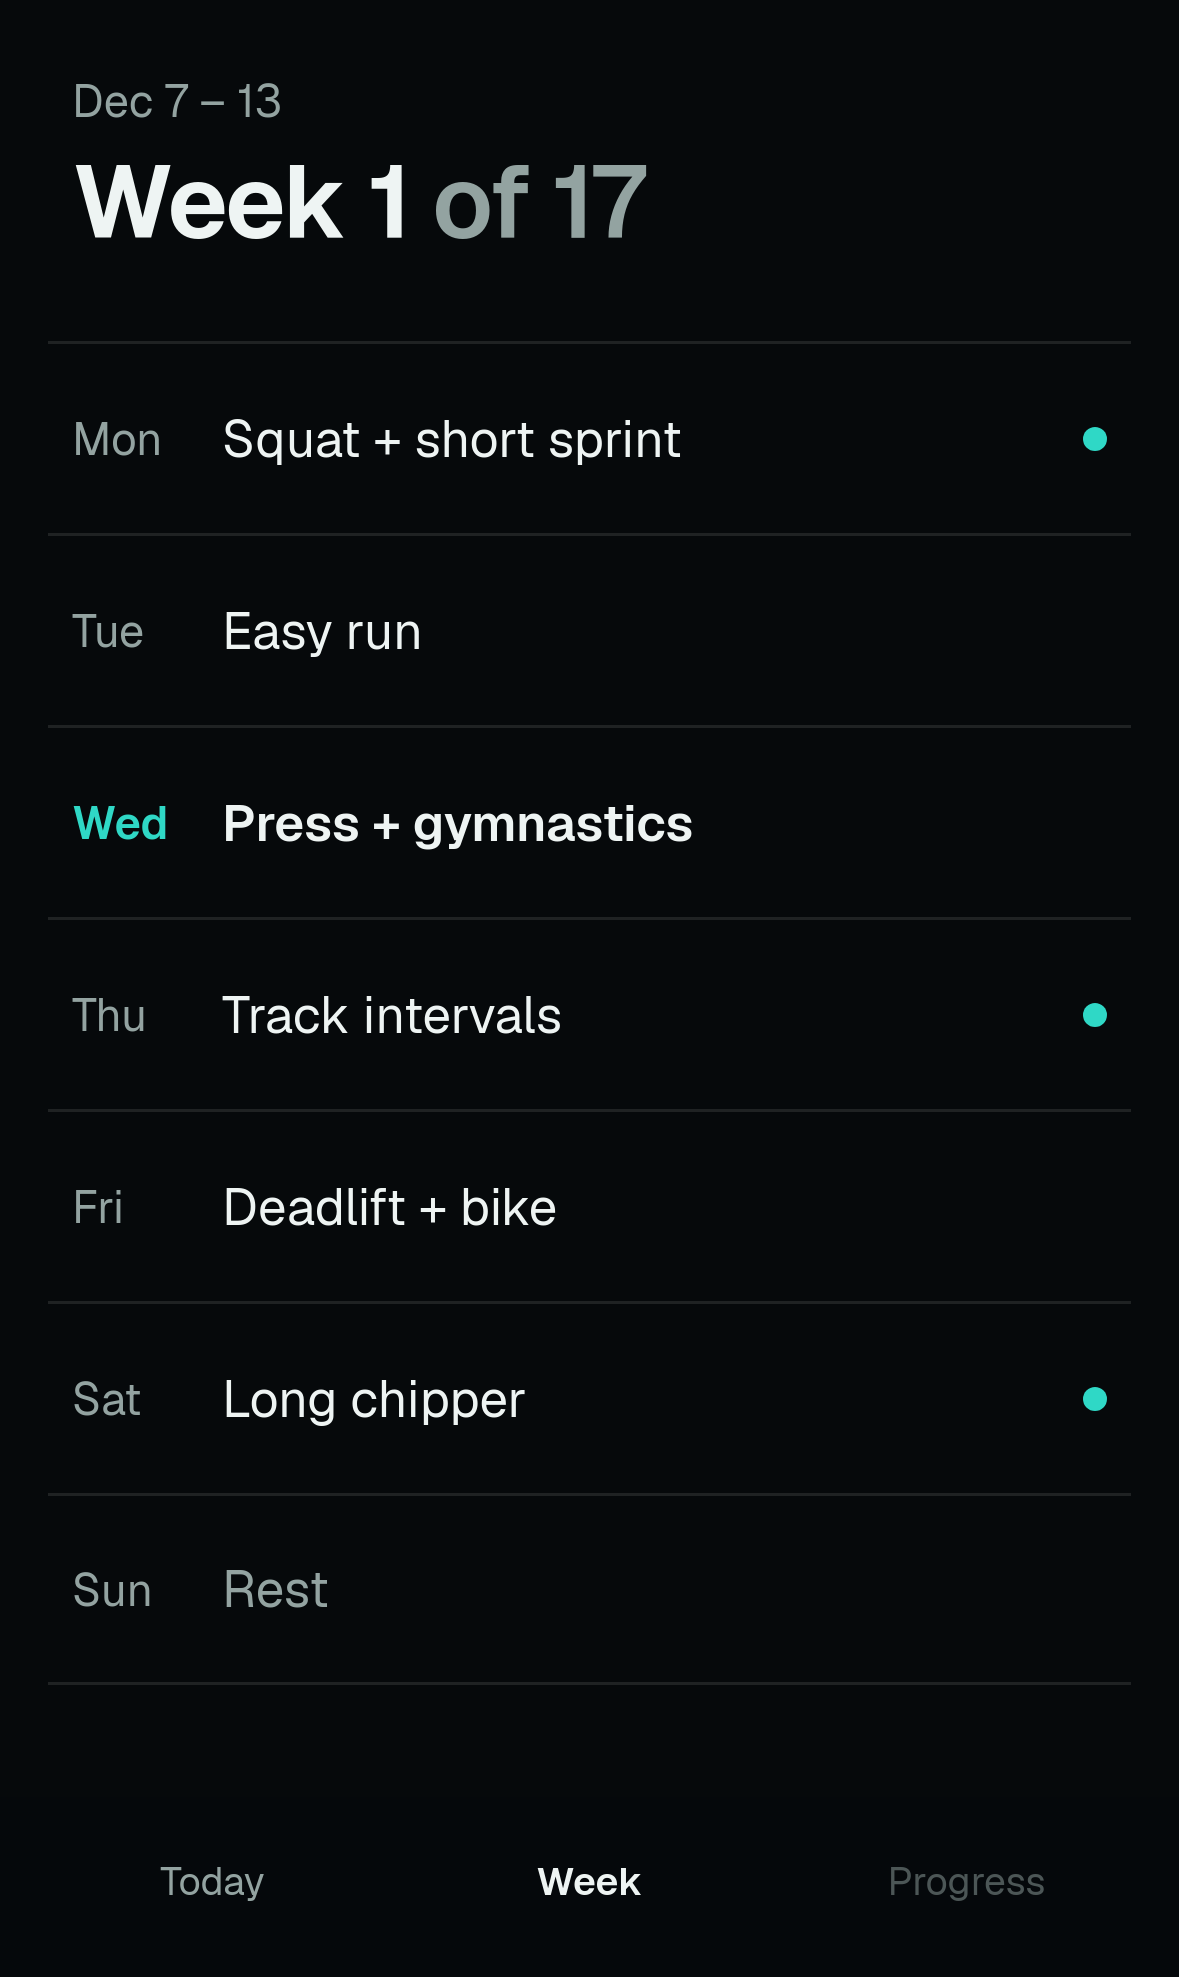 Dec 7 – 13
Week 1 of 17
Mon Squat + short sprint
Tue Easy run
Wed Press + gymnastics
Thu Track intervals
Fri Deadlift + bike
Sat Long chipper
Sun Rest
Today Week Progress